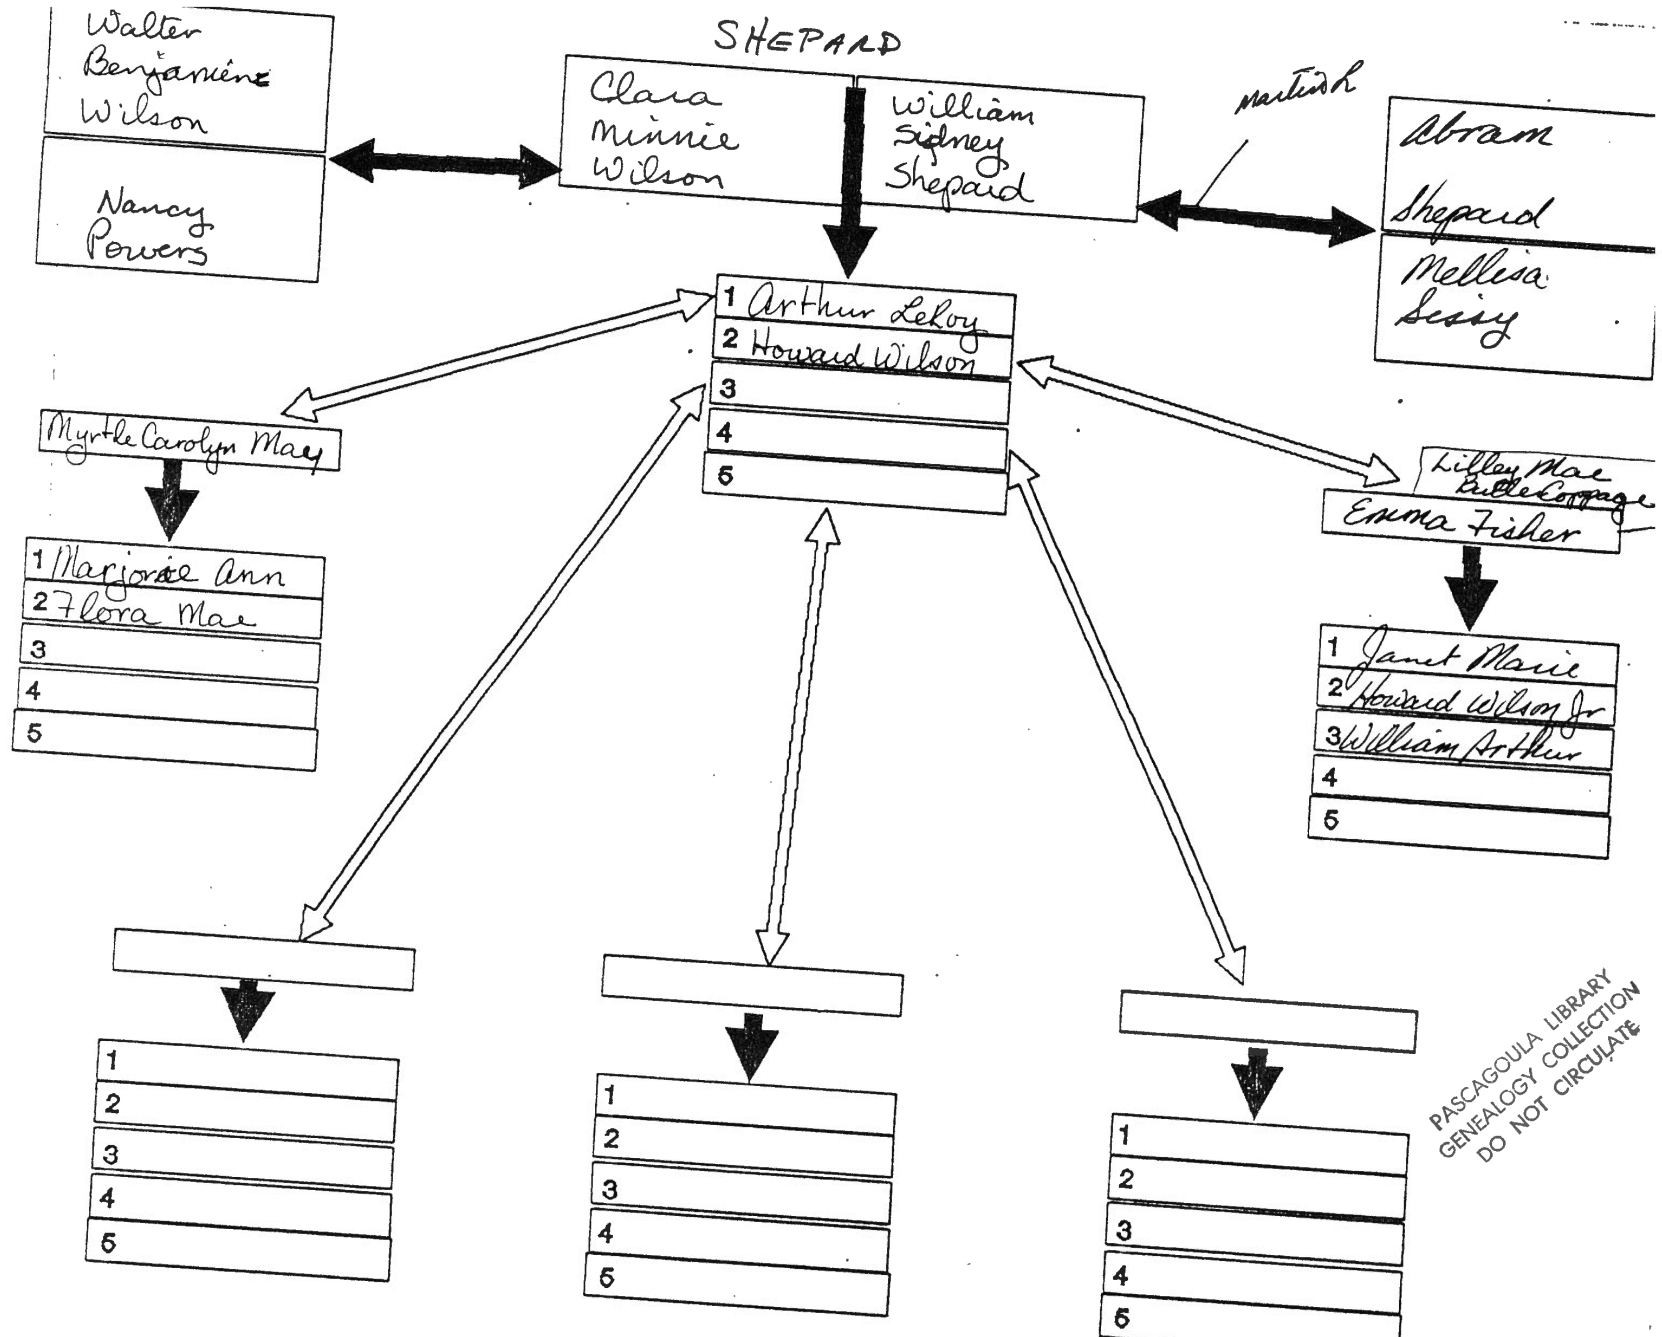 SHEPARD
Walter
Benjamine
Wilson
Nancy
Powers
Clara
Minnie
Wilson
William
Sidney
Shepard
Abram
Shepard
Mellisa
Sissy
1 Arthur LeRoy
2 Howard Wilson
3
4
5
Myrtle Carolyn May
1 Marjorie Ann
2 Flora Mae
3
4
5
Lilley Mae
Butler Coppage
Emma Fisher
1 Janet Marie
2 Howard Wilson Jr
3 William Arthur
4
5
1
2
3
4
5
1
2
3
4
5
1
2
3
4
5
PASCAGOULA LIBRARY
GENEALOGY COLLECTION
DO NOT CIRCULATE